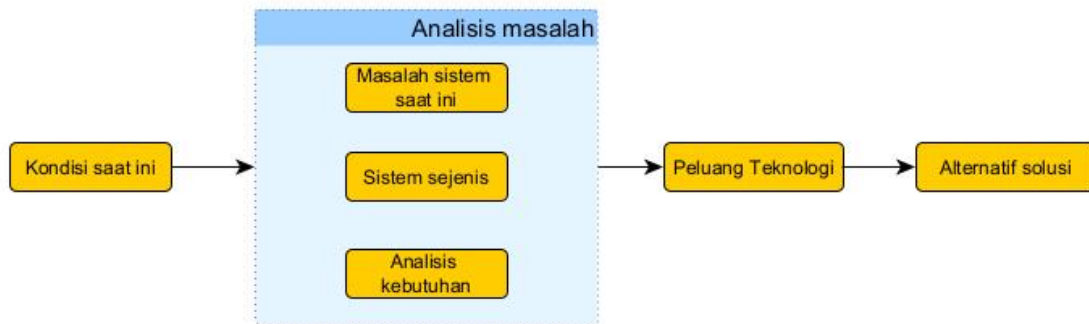 Analisis masalah
Masalah sistem
saat ini
Kondisi saat ini
Sistem sejenis
Peluang Teknologi
Alternatif solusi
Analisis
kebutuhan